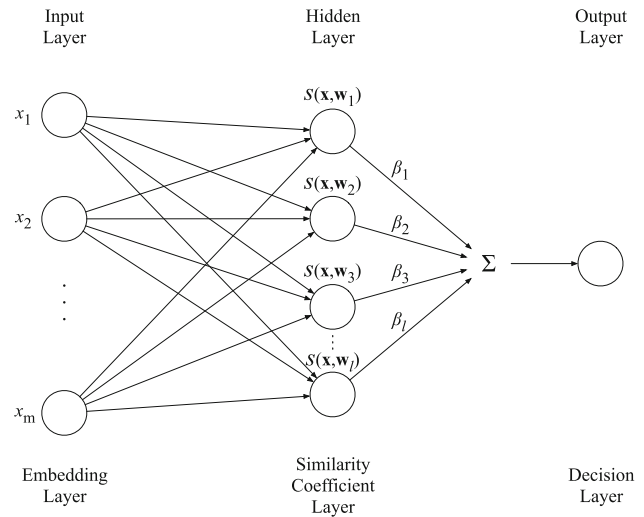 Input Layer
Hidden Layer
Output Layer
x1
x2
xm
S(x,w1)
S(x,w2)
S(x,w3)
S(x,wl)
β1
β2
β3
βl
Σ
Embedding Layer
Similarity Coefficient Layer
Decision Layer